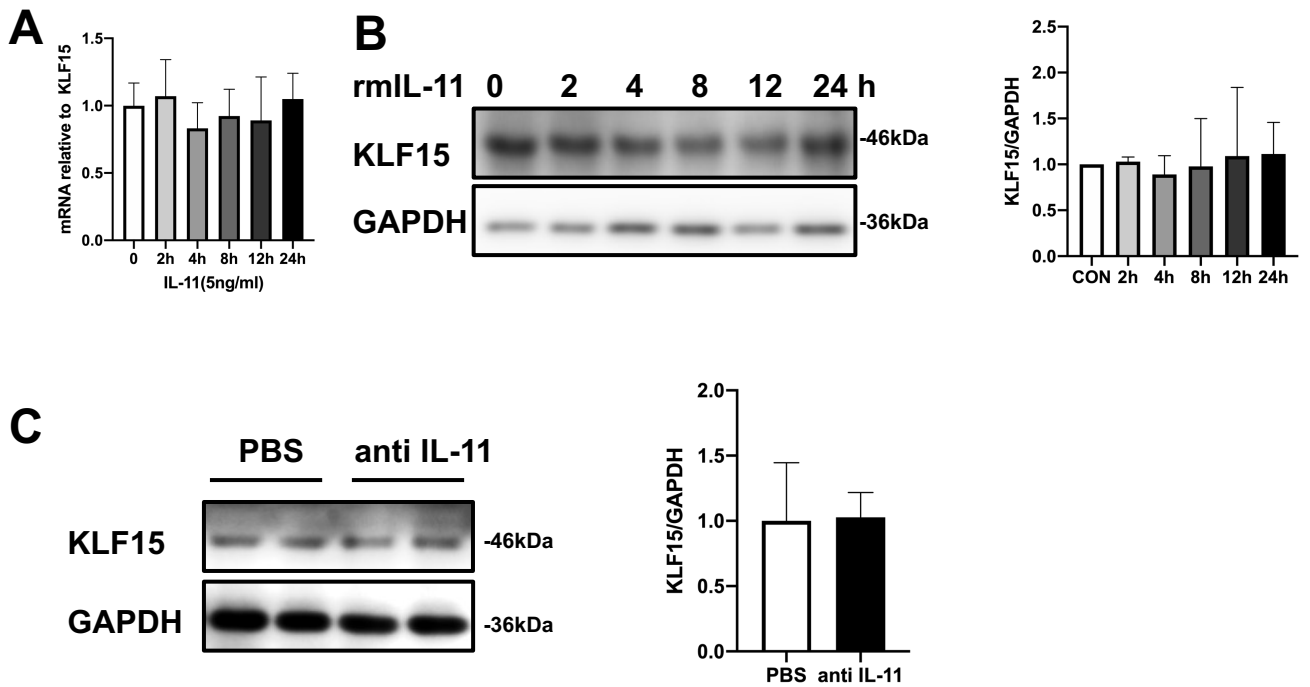 A
mRNA relative to KLF15
1.5
1.0
0.5
0.0
0 2h 4h 8h 12h 24h
IL-11(5ng/ml)
B
rmIL-11 0 2 4 8 12 24 h
KLF15
-46kDa
GAPDH
-36kDa
KLF15/GAPDH
2.5
2.0
1.5
1.0
0.5
0.0
CON 2h 4h 8h 12h 24h
C
PBS anti IL-11
KLF15
-46kDa
GAPDH
-36kDa
KLF15/GAPDH
2.0
1.5
1.0
0.5
0.0
PBS anti IL-11